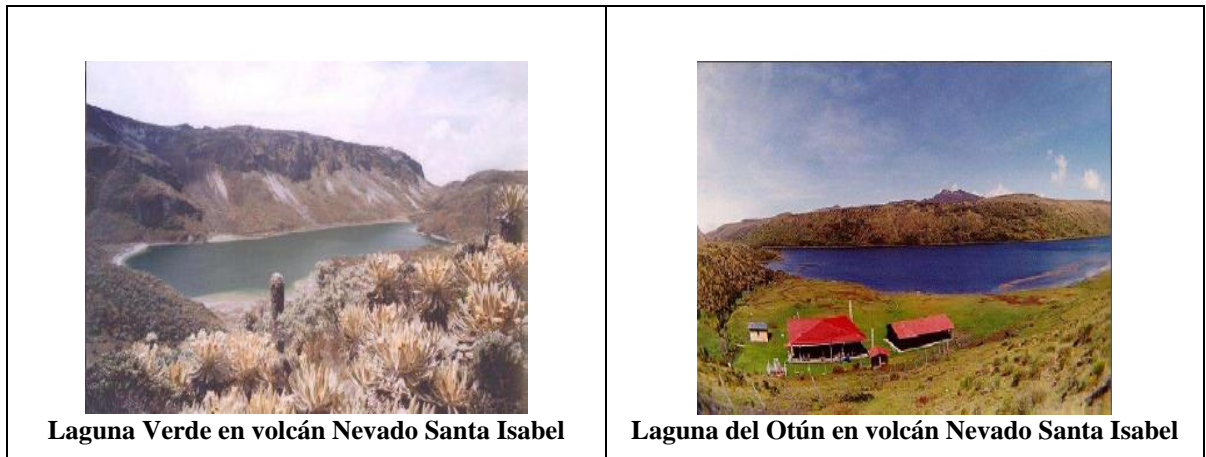 Laguna Verde en volcán Nevado Santa Isabel
Laguna del Otún en volcán Nevado Santa Isabel